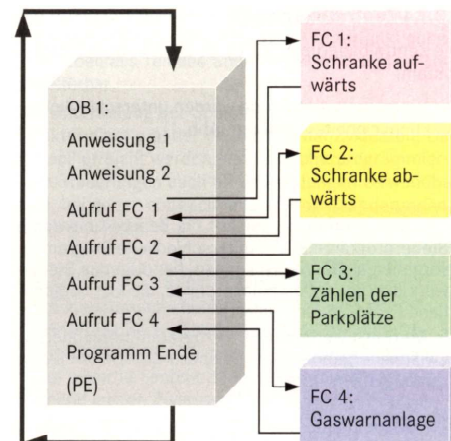 OB 1:
Anweisung 1
Anweisung 2
Aufruf FC 1
Aufruf FC 2
Aufruf FC 3
Aufruf FC 4
Programm Ende
(PE)
FC 1:
Schranke auf-
wärts
FC 2:
Schranke ab-
wärts
FC 3:
Zählen der
Parkplätze
FC 4:
Gaswarnanlage